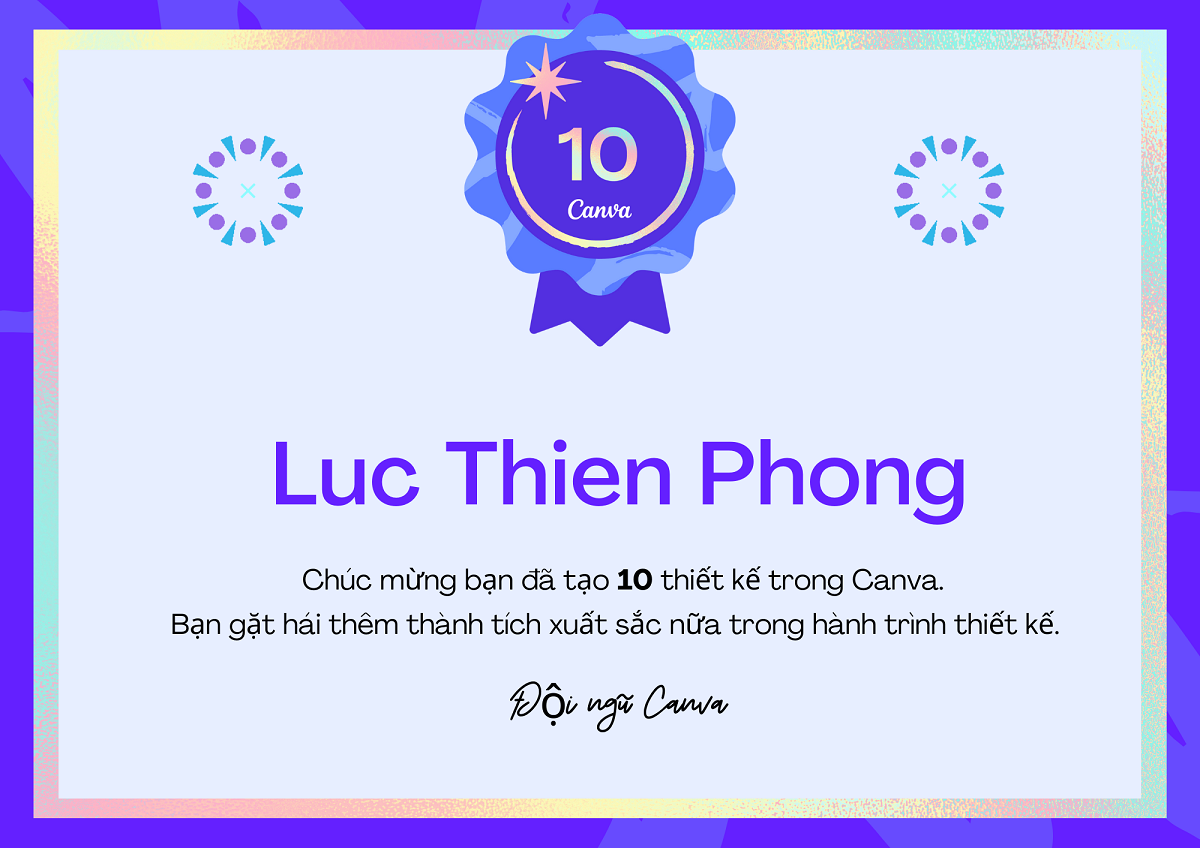 10
Canva
Luc Thien Phong
Chúc mừng bạn đã tạo 10 thiết kế trong Canva.
Bạn gặt hái thêm thành tích xuất sắc nữa trong hành trình thiết kế.
Đội ngũ Canva